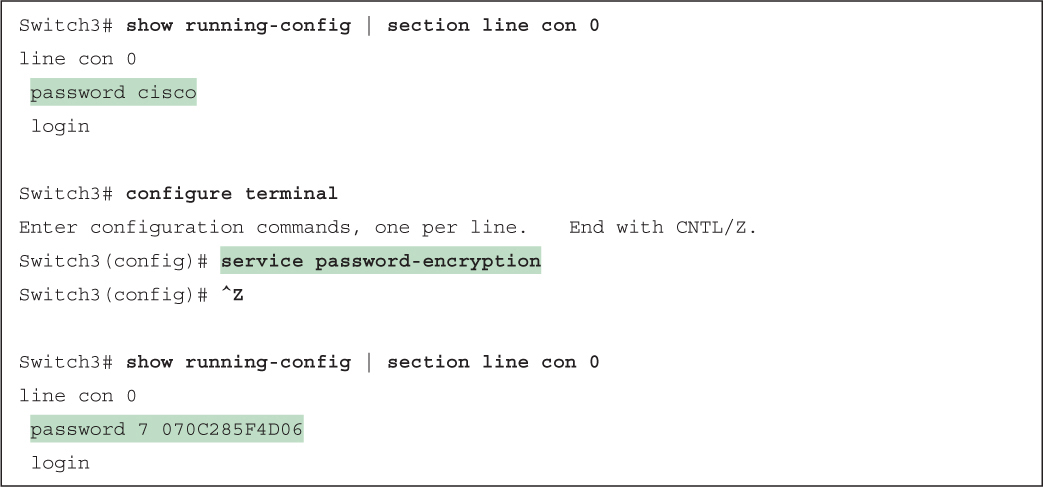 Switch3# show running-config | section line con 0
line con 0
password cisco
login
Switch3# configure terminal
Enter configuration commands, one per line. End with CNTL/Z.
Switch3(config)# service password-encryption
Switch3(config)# ^Z
Switch3# show running-config | section line con 0
line con 0
password 7 070C285F4D06
login